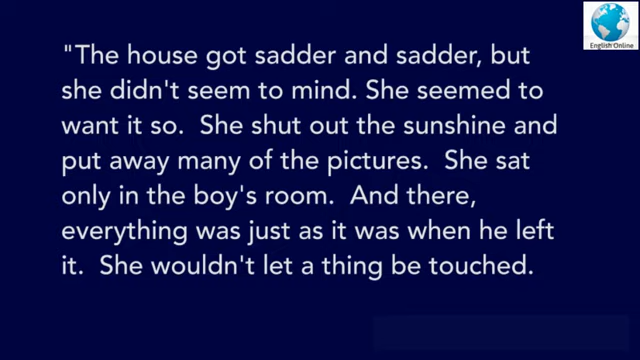 English Online
"The house got sadder and sadder, but
she didn't seem to mind. She seemed to
want it so.  She shut out the sunshine and
put away many of the pictures.  She sat
only in the boy's room.  And there,
everything was just as it was when he left
it.  She wouldn't let a thing be touched.